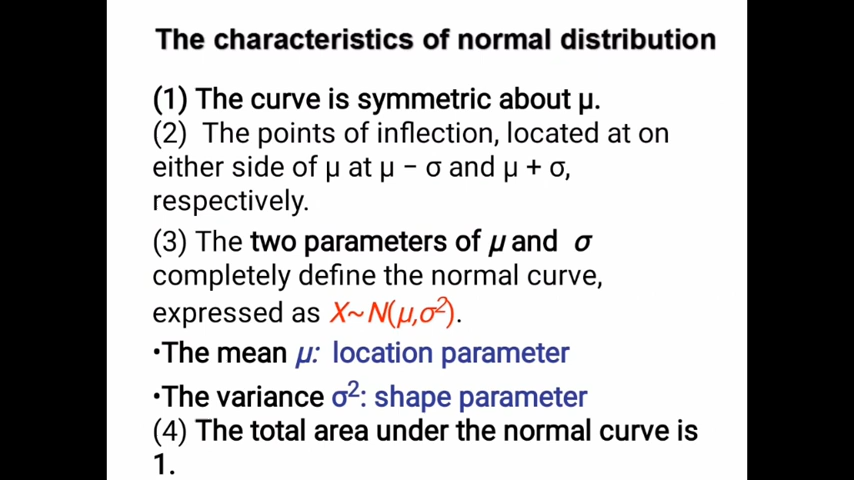 The characteristics of normal distribution
(1) The curve is symmetric about μ.
(2) The points of inflection, located at on
either side of μ at μ − σ and μ + σ,
respectively.
(3) The two parameters of μ and σ
completely define the normal curve,
expressed as X~N(μ,σ²).
•The mean μ: location parameter
•The variance σ²: shape parameter
(4) The total area under the normal curve is
1.